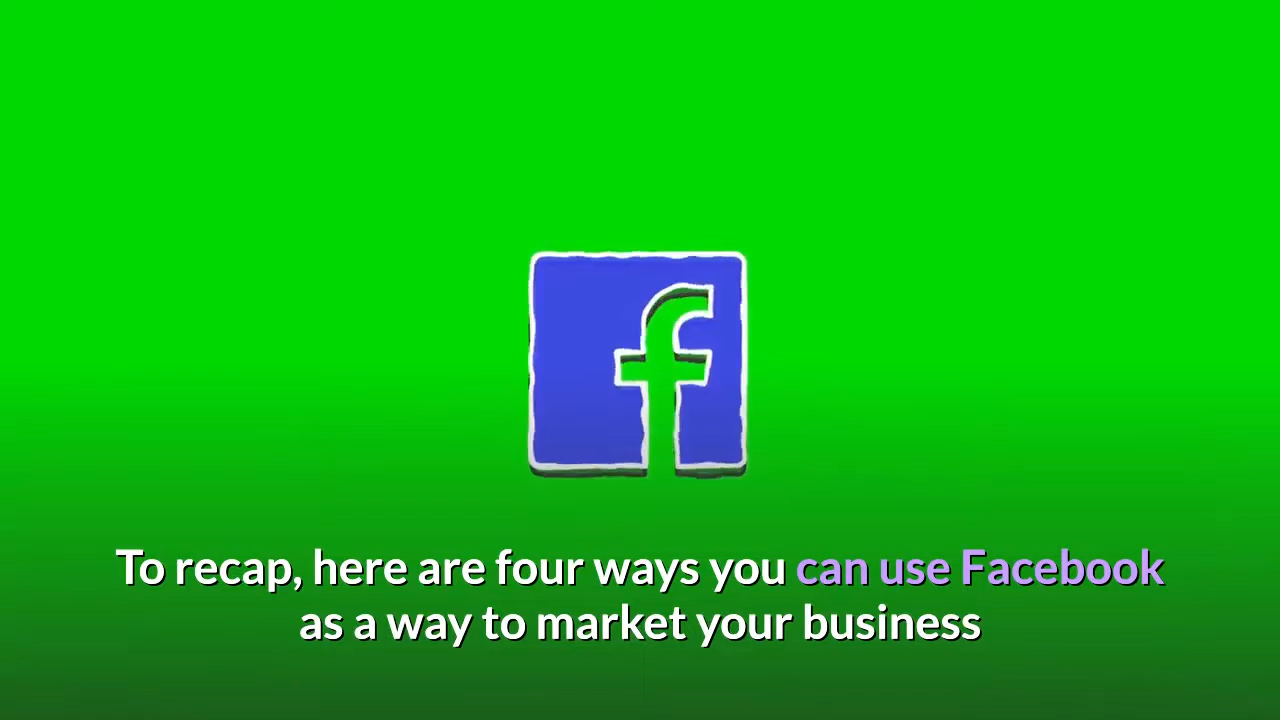 f
To recap, here are four ways you can use Facebook
as a way to market your business